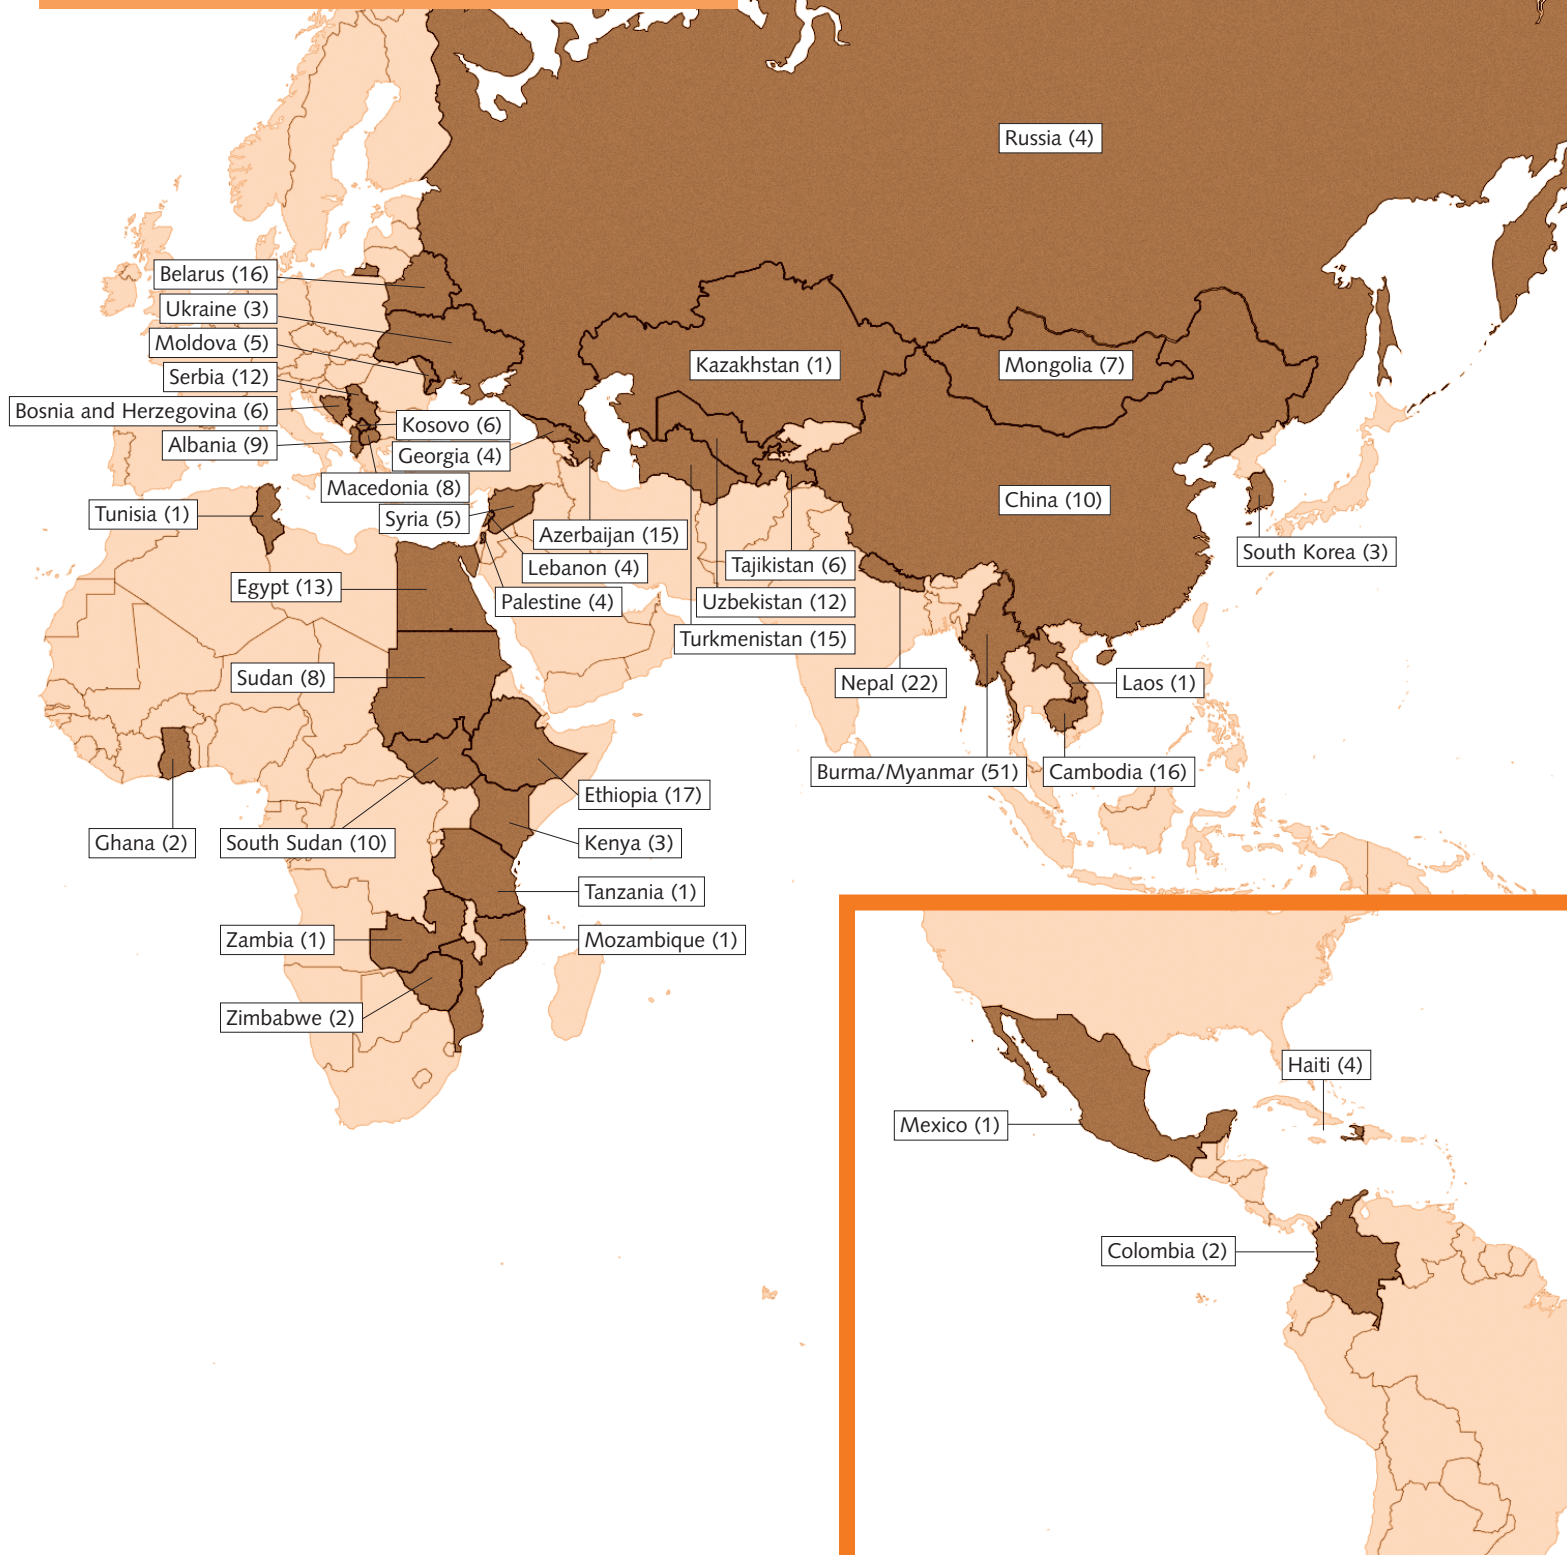 Russia (4)
Belarus (16)
Ukraine (3)
Moldova (5)
Kazakhstan (1)
Mongolia (7)
Serbia (12)
Bosnia and Herzegovina (6)
Kosovo (6)
Albania (9)
Georgia (4)
Macedonia (8)
China (10)
Tunisia (1)
Syria (5)
Azerbaijan (15)
South Korea (3)
Lebanon (4)
Tajikistan (6)
Egypt (13)
Palestine (4)
Uzbekistan (12)
Turkmenistan (15)
Sudan (8)
Nepal (22)
Laos (1)
Burma/Myanmar (51)
Cambodia (16)
Ethiopia (17)
Ghana (2)
South Sudan (10)
Kenya (3)
Tanzania (1)
Zambia (1)
Mozambique (1)
Zimbabwe (2)
Haiti (4)
Mexico (1)
Colombia (2)